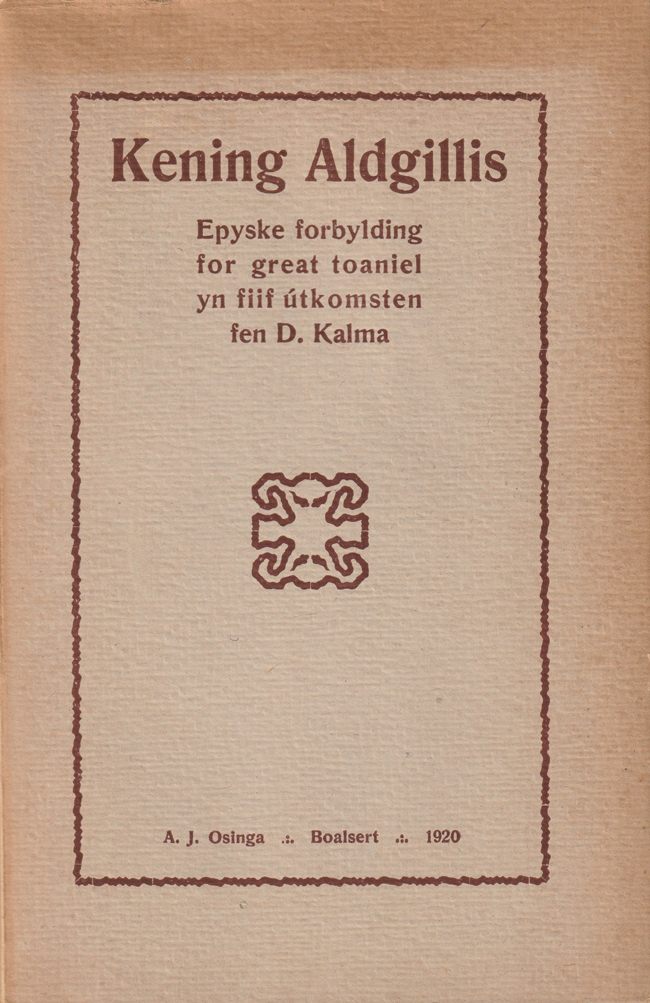 Kening Aldgillis
Epyske forbylding
for great toaniel
yn fiif útkomsten
fen D. Kalma
A. J. Osinga .:. Boalsert .:. 1920